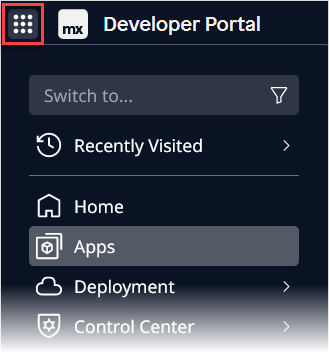 mx Developer Portal
Switch to...
Recently Visited
Home
Apps
Deployment
Control Center